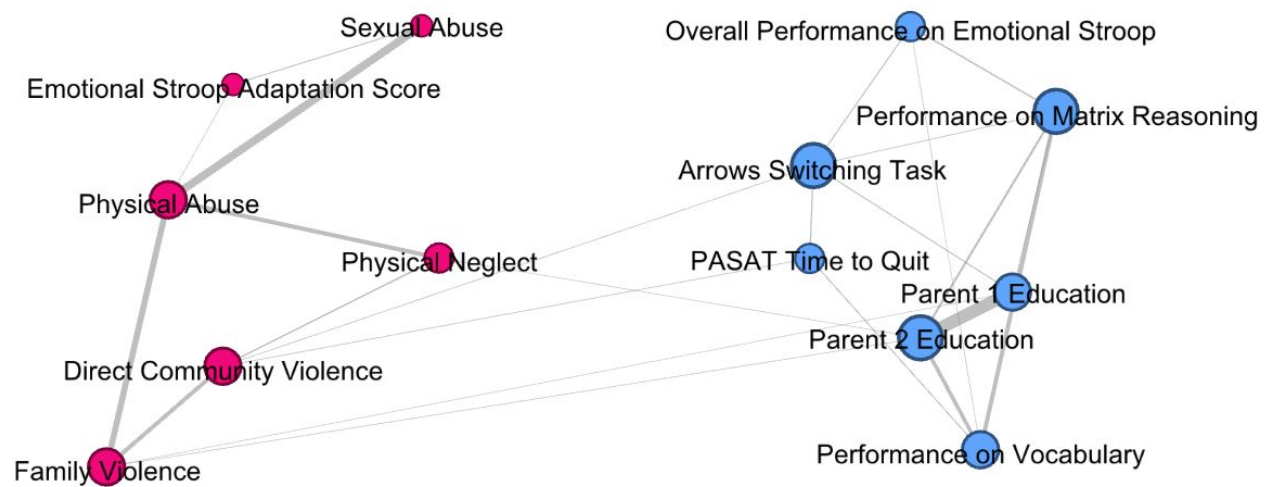 Sexual Abuse
Overall Performance on Emotional Stroop
Emotional Stroop Adaptation Score
Performance on Matrix Reasoning
Arrows Switching Task
Physical Abuse
Physical Neglect
PASAT Time to Quit
Parent 1 Education
Parent 2 Education
Direct Community Violence
Performance on Vocabulary
Family Violence